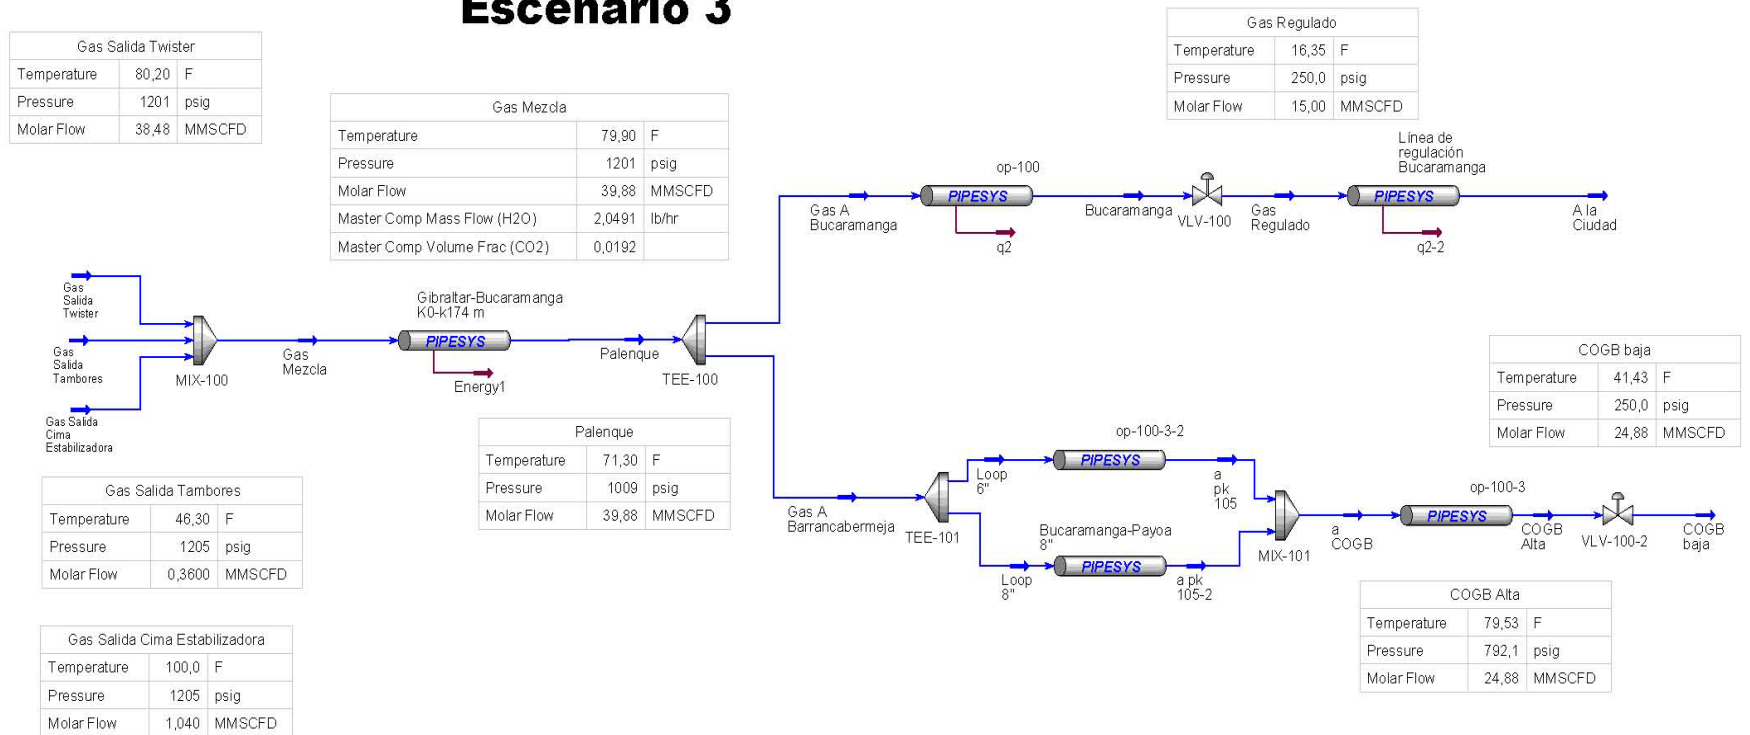 Escenario 3
Gas Salida Twister
Temperature 80,20 F
Pressure 1201 psig
Molar Flow 38,48 MMSCFD
Gas Mezcla
Temperature 79,90 F
Pressure 1201 psig
Molar Flow 39,88 MMSCFD
Master Comp Mass Flow (H2O) 2,0491 lb/hr
Master Comp Volume Frac (CO2) 0,0192
Gas Regulado
Temperature 16,35 F
Pressure 250,0 psig
Molar Flow 15,00 MMSCFD
Gas A
Bucaramanga
op-100
PIPESYS
q2
Bucaramanga
VLV-100
Gas
Regulado
Línea de
regulación
Bucaramanga
PIPESYS
q2-2
A la
Ciudad
Gas
Salida
Twister
Gas
Salida
Tambores
Gas Salida
Cima
Estabilizadora
MIX-100
Gas
Mezcla
Gibraltar-Bucaramanga
K0-k174 m
PIPESYS
Energy1
Palenque
TEE-100
Palenque
Temperature 71,30 F
Pressure 1009 psig
Molar Flow 39,88 MMSCFD
Gas A
Barrancabermeja
TEE-101
Loop
6"
op-100-3-2
PIPESYS
a
pk
105
Loop
8"
Bucaramanga-Payoa
8"
PIPESYS
a pk
105-2
MIX-101
a
COGB
op-100-3
PIPESYS
COGB
Alta
VLV-100-2
COGB
baja
COGB baja
Temperature 41,43 F
Pressure 250,0 psig
Molar Flow 24,88 MMSCFD
COGB Alta
Temperature 79,53 F
Pressure 792,1 psig
Molar Flow 24,88 MMSCFD
Gas Salida Tambores
Temperature 46,30 F
Pressure 1205 psig
Molar Flow 0,3600 MMSCFD
Gas Salida Cima Estabilizadora
Temperature 100,0 F
Pressure 1205 psig
Molar Flow 1,040 MMSCFD